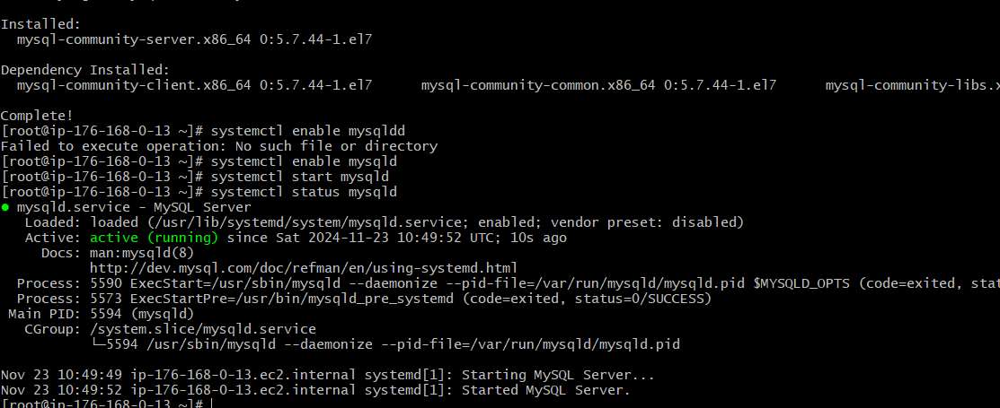 Installed:
mysql-community-server.x86_64 0:5.7.44-1.el7
Dependency Installed:
mysql-community-client.x86_64 0:5.7.44-1.el7 mysql-community-common.x86_64 0:5.7.44-1.el7 mysql-community-libs.x
Complete!
[root@ip-176-168-0-13 ~]# systemctl enable mysqldd
Failed to execute operation: No such file or directory
[root@ip-176-168-0-13 ~]# systemctl enable mysqld
[root@ip-176-168-0-13 ~]# systemctl start mysqld
[root@ip-176-168-0-13 ~]# systemctl status mysqld
● mysqld.service - MySQL Server
Loaded: loaded (/usr/lib/systemd/system/mysqld.service; enabled; vendor preset: disabled)
Active: active (running) since Sat 2024-11-23 10:49:52 UTC; 10s ago
Docs: man:mysqld(8)
http://dev.mysql.com/doc/refman/en/using-systemd.html
Process: 5590 ExecStart=/usr/sbin/mysqld --daemonize --pid-file=/var/run/mysqld/mysqld.pid $MYSQLD_OPTS (code=exited, stat
Process: 5573 ExecStartPre=/usr/bin/mysqld_pre_systemd (code=exited, status=0/SUCCESS)
Main PID: 5594 (mysqld)
CGroup: /system.slice/mysqld.service
└─5594 /usr/sbin/mysqld --daemonize --pid-file=/var/run/mysqld/mysqld.pid
Nov 23 10:49:49 ip-176-168-0-13.ec2.internal systemd[1]: Starting MySQL Server...
Nov 23 10:49:52 ip-176-168-0-13.ec2.internal systemd[1]: Started MySQL Server.
[root@ip-176-168-0-13 ~]#